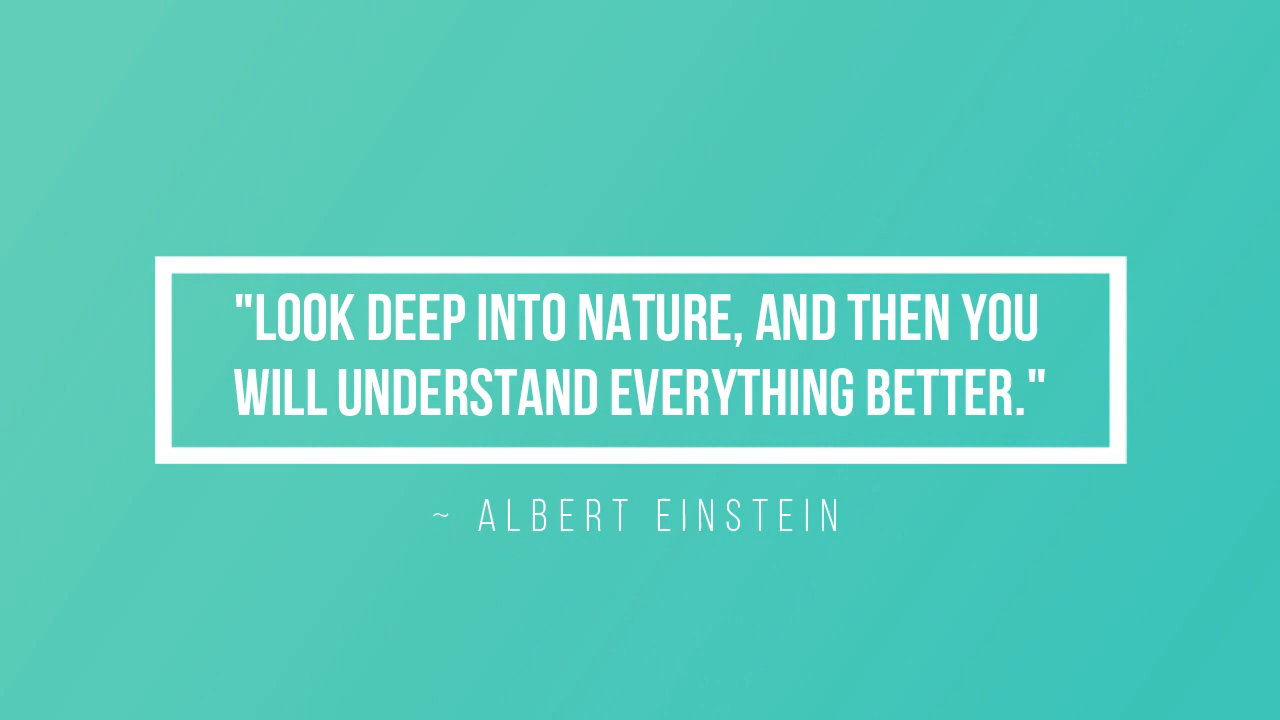 "LOOK DEEP INTO NATURE, AND THEN YOU
WILL UNDERSTAND EVERYTHING BETTER."
~ ALBERT EINSTEIN